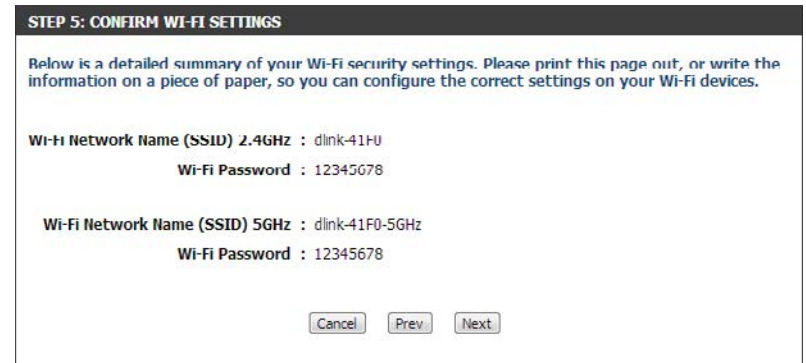 STEP 5: CONFIRM WI-FI SETTINGS
Below is a detailed summary of your Wi-Fi security settings. Please print this page out, or write the
information on a piece of paper, so you can configure the correct settings on your Wi-Fi devices.
Wi-Fi Network Name (SSID) 2.4GHz : dlink-41F0
Wi-Fi Password : 12345678
Wi-Fi Network Name (SSID) 5GHz : dlink-41F0-5GHz
Wi-Fi Password : 12345678
Cancel Prev Next